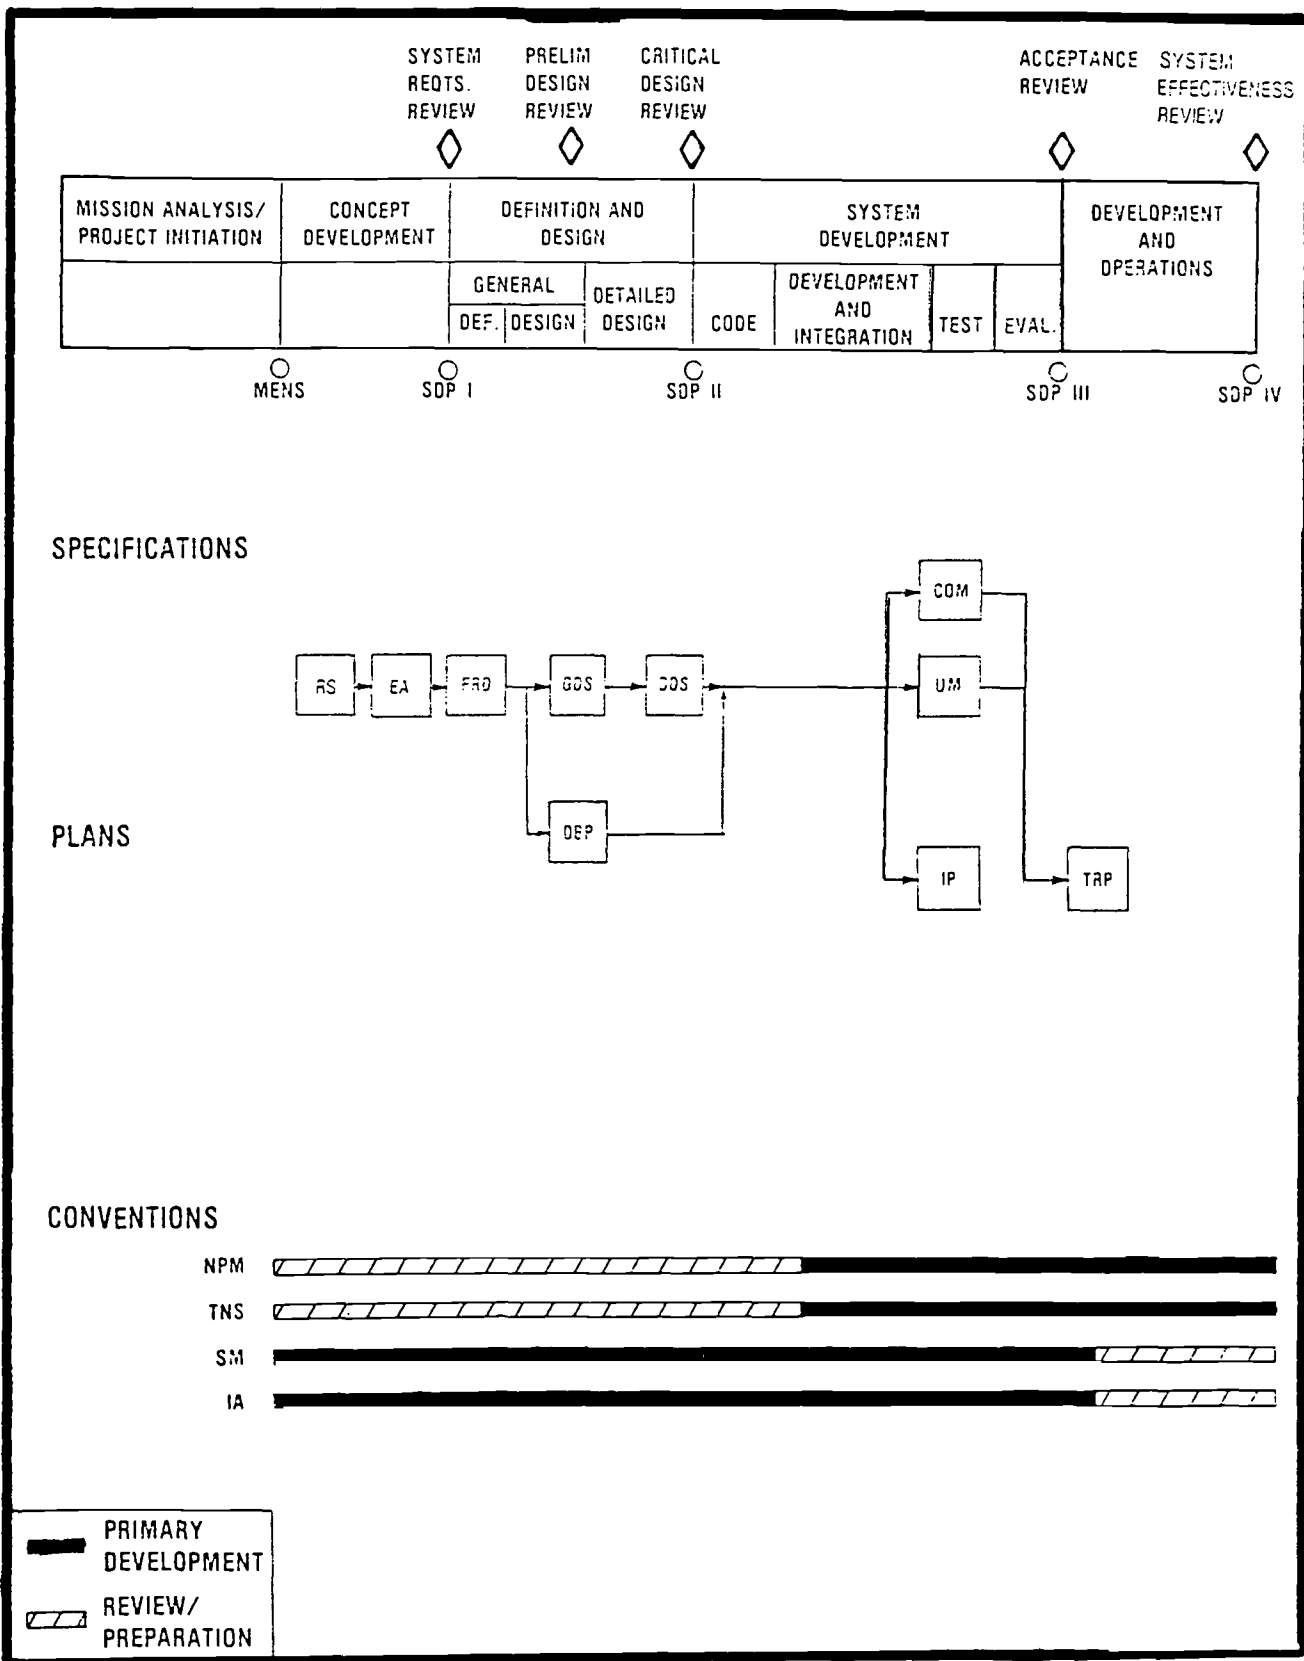 SYSTEM PRELIM CRITICAL ACCEPTANCE SYSTEM
REQTS. DESIGN DESIGN REVIEW EFFECTIVENESS
REVIEW REVIEW REVIEW REVIEW
MISSION ANALYSIS/ CONCEPT DEFINITION AND SYSTEM DEVELOPMENT
PROJECT INITIATION DEVELOPMENT DESIGN DEVELOPMENT AND
OPERATIONS
GENERAL DETAILED DEVELOPMENT
DEF. DESIGN DESIGN CODE AND
INTEGRATION TEST EVAL.
MENS SDP I SDP II SDP III SDP IV
SPECIFICATIONS
COM
RS EA FRD GDS DDS UM
PLANS
DEP
IP TRP
CONVENTIONS
NPM
TNS
SM
IA
PRIMARY
DEVELOPMENT
REVIEW/
PREPARATION